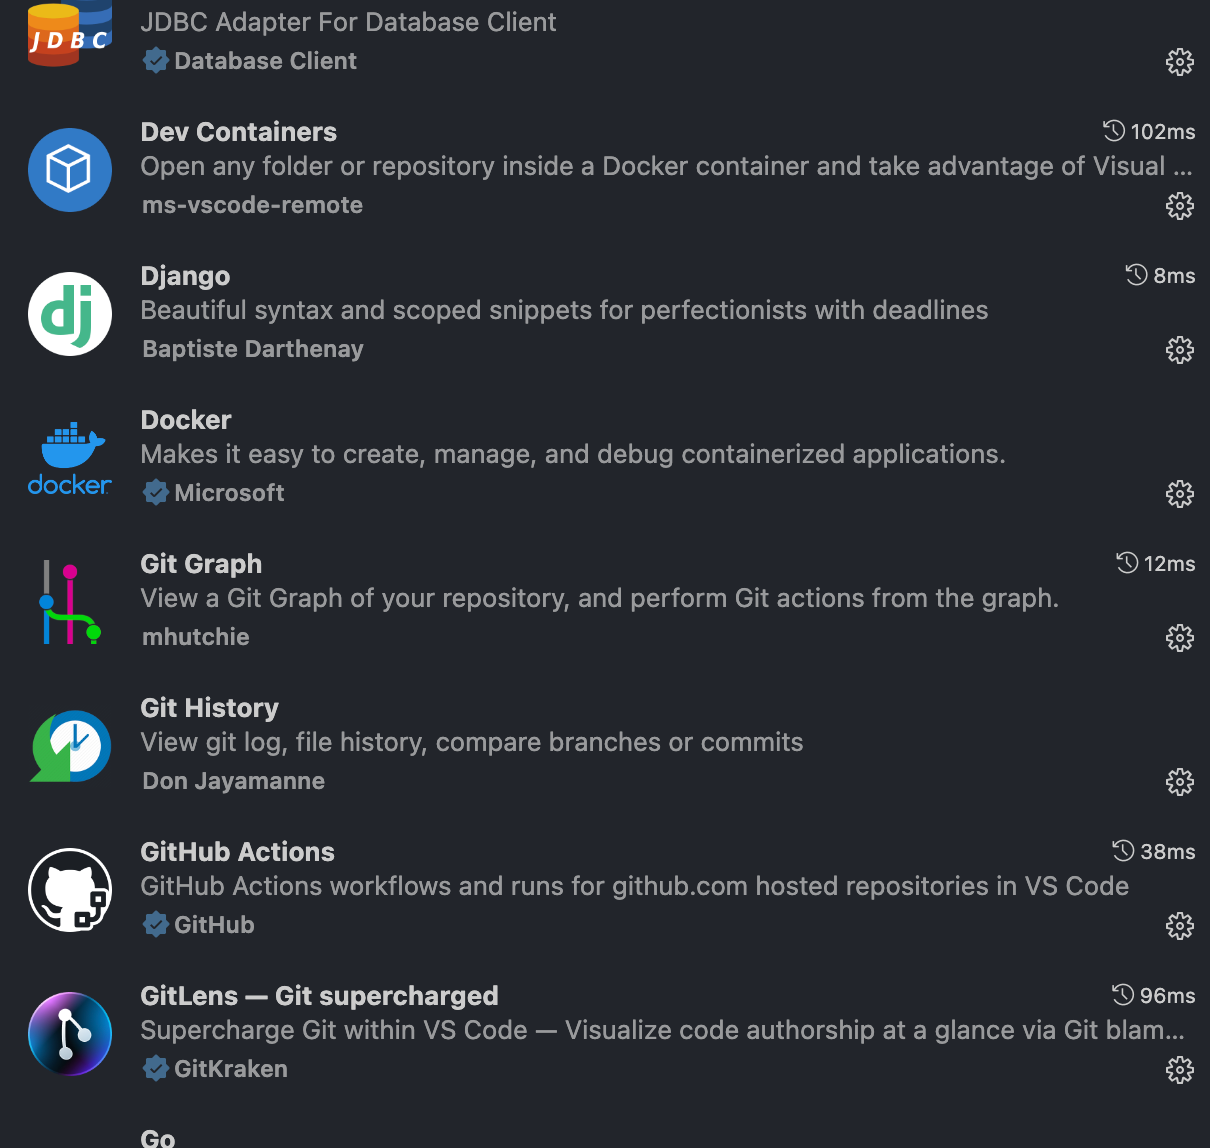 JDBC
JDBC Adapter For Database Client
Database Client
Dev Containers
102ms
Open any folder or repository inside a Docker container and take advantage of Visual ...
ms-vscode-remote
Django
8ms
dj
Beautiful syntax and scoped snippets for perfectionists with deadlines
Baptiste Darthenay
Docker
Makes it easy to create, manage, and debug containerized applications.
docker
Microsoft
Git Graph
12ms
View a Git Graph of your repository, and perform Git actions from the graph.
mhutchie
Git History
View git log, file history, compare branches or commits
Don Jayamanne
GitHub Actions
38ms
GitHub Actions workflows and runs for github.com hosted repositories in VS Code
GitHub
GitLens — Git supercharged
96ms
Supercharge Git within VS Code — Visualize code authorship at a glance via Git blam...
GitKraken
Go